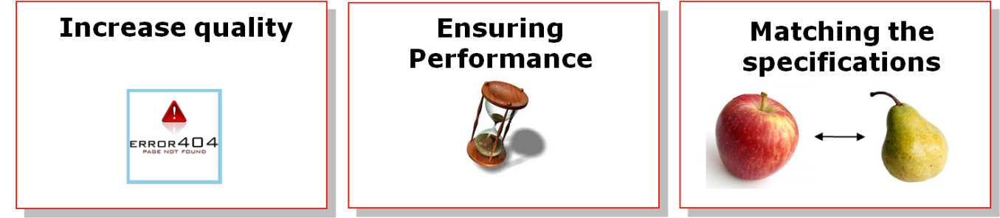 Increase quality
ERROR404
PAGE NOT FOUND
Ensuring
Performance
Matching the
specifications